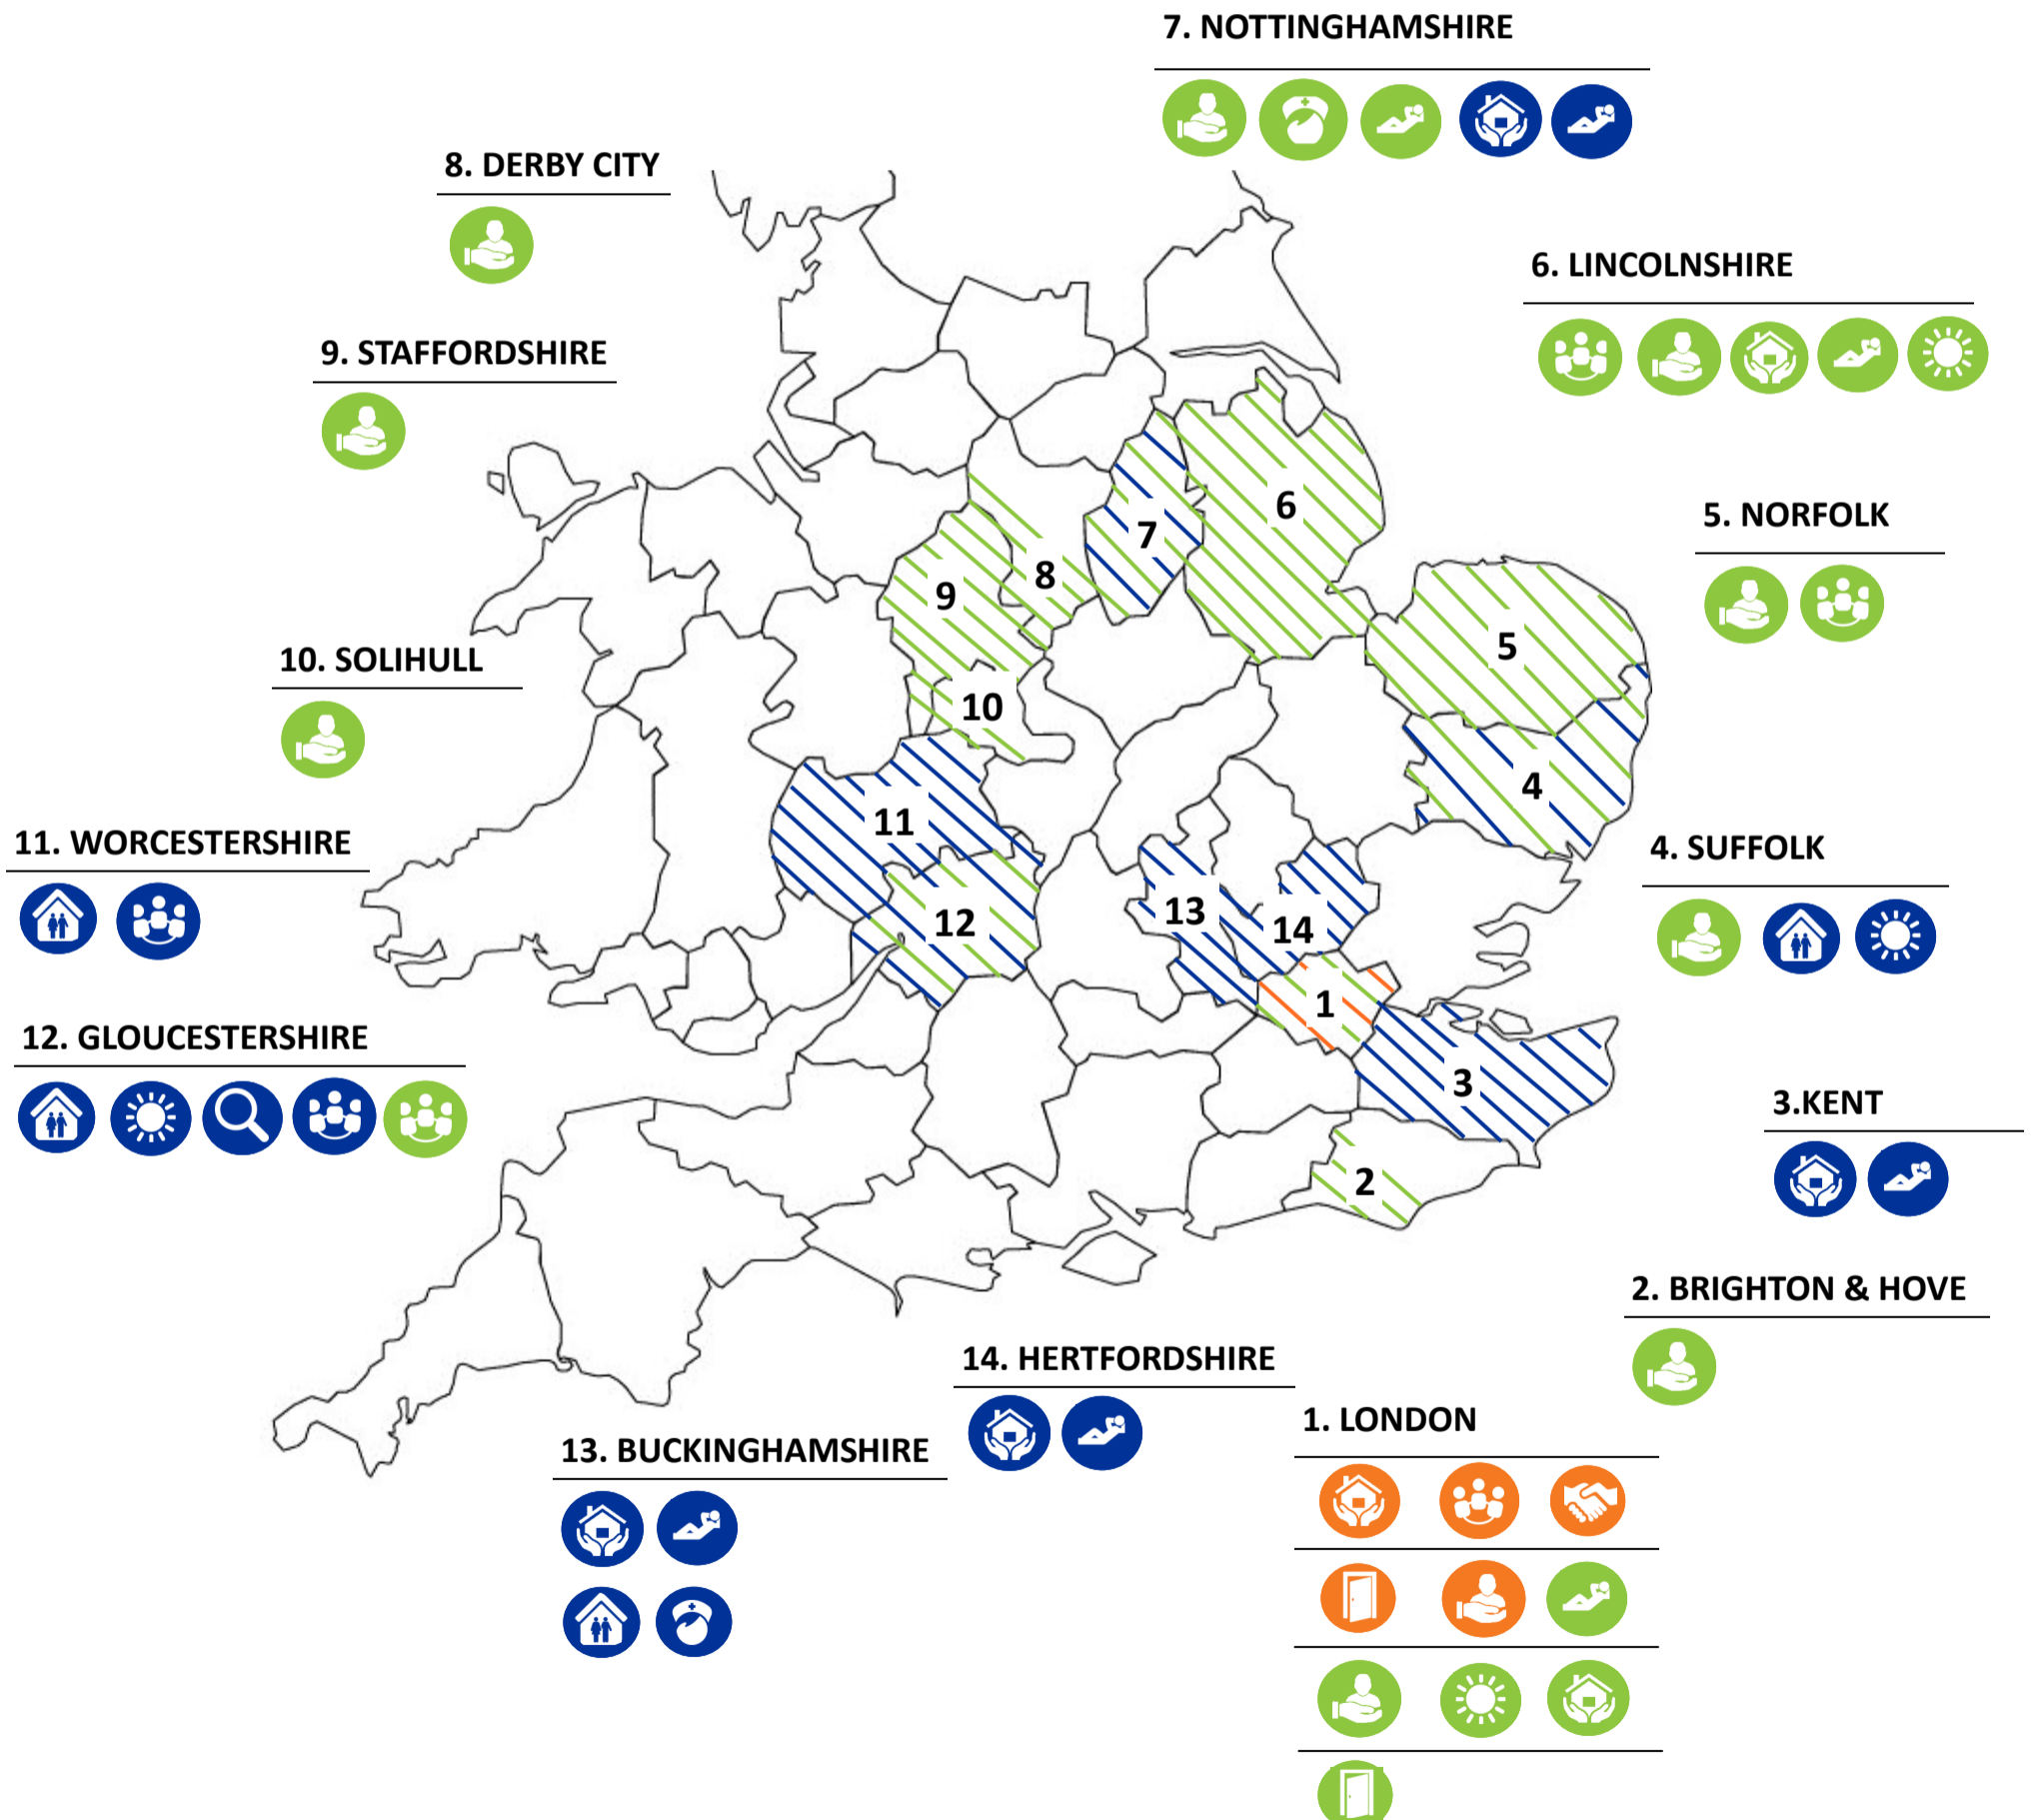 7. NOTTINGHAMSHIRE
8. DERBY CITY
6. LINCOLNSHIRE
9. STAFFORDSHIRE
5. NORFOLK
10. SOLIHULL
11. WORCESTERSHIRE
4. SUFFOLK
12. GLOUCESTERSHIRE
3.KENT
2. BRIGHTON & HOVE
14. HERTFORDSHIRE
1. LONDON
13. BUCKINGHAMSHIRE
6
7
8
9
5
10
4
11
13
12
14
1
3
2